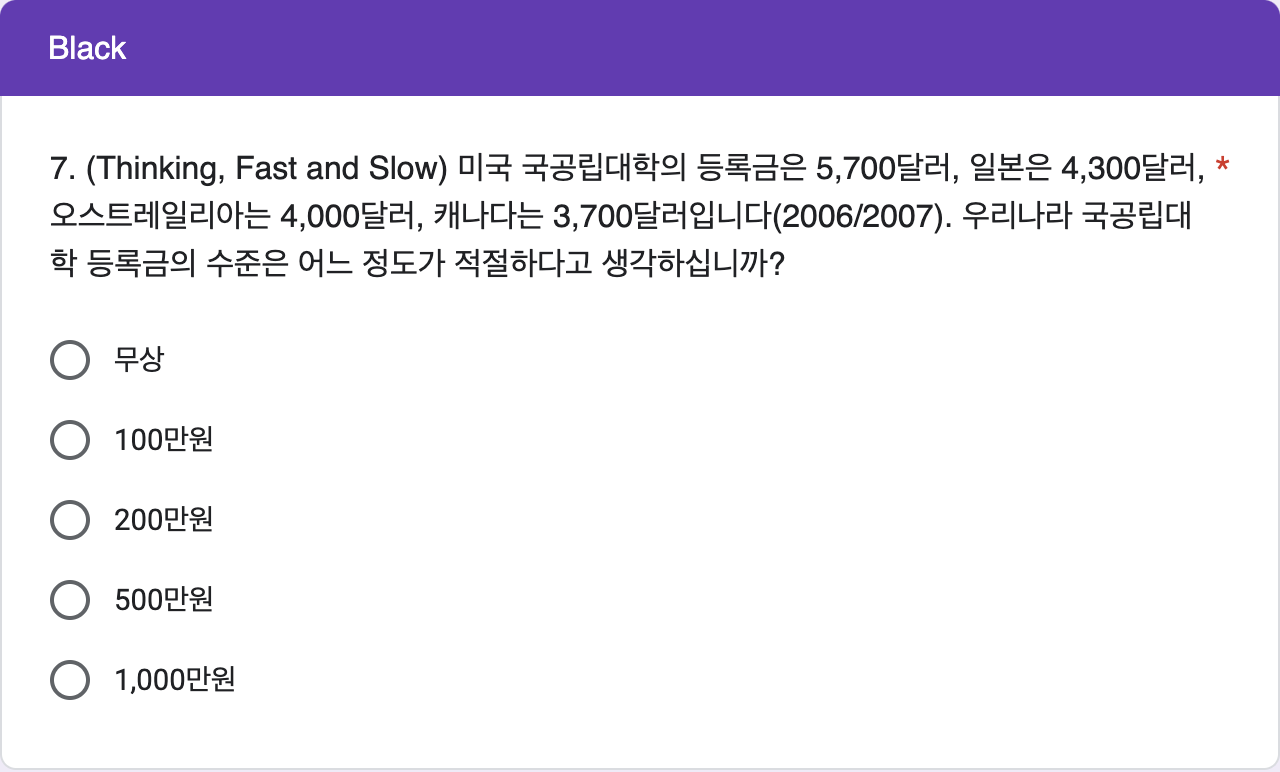 Black
7. (Thinking, Fast and Slow) 미국 국공립대학의 등록금은 5,700달러, 일본은 4,300달러, *
오스트레일리아는 4,000달러, 캐나다는 3,700달러입니다(2006/2007). 우리나라 국공립대
학 등록금의 수준은 어느 정도가 적절하다고 생각하십니까?
무상
100만원
200만원
500만원
1,000만원